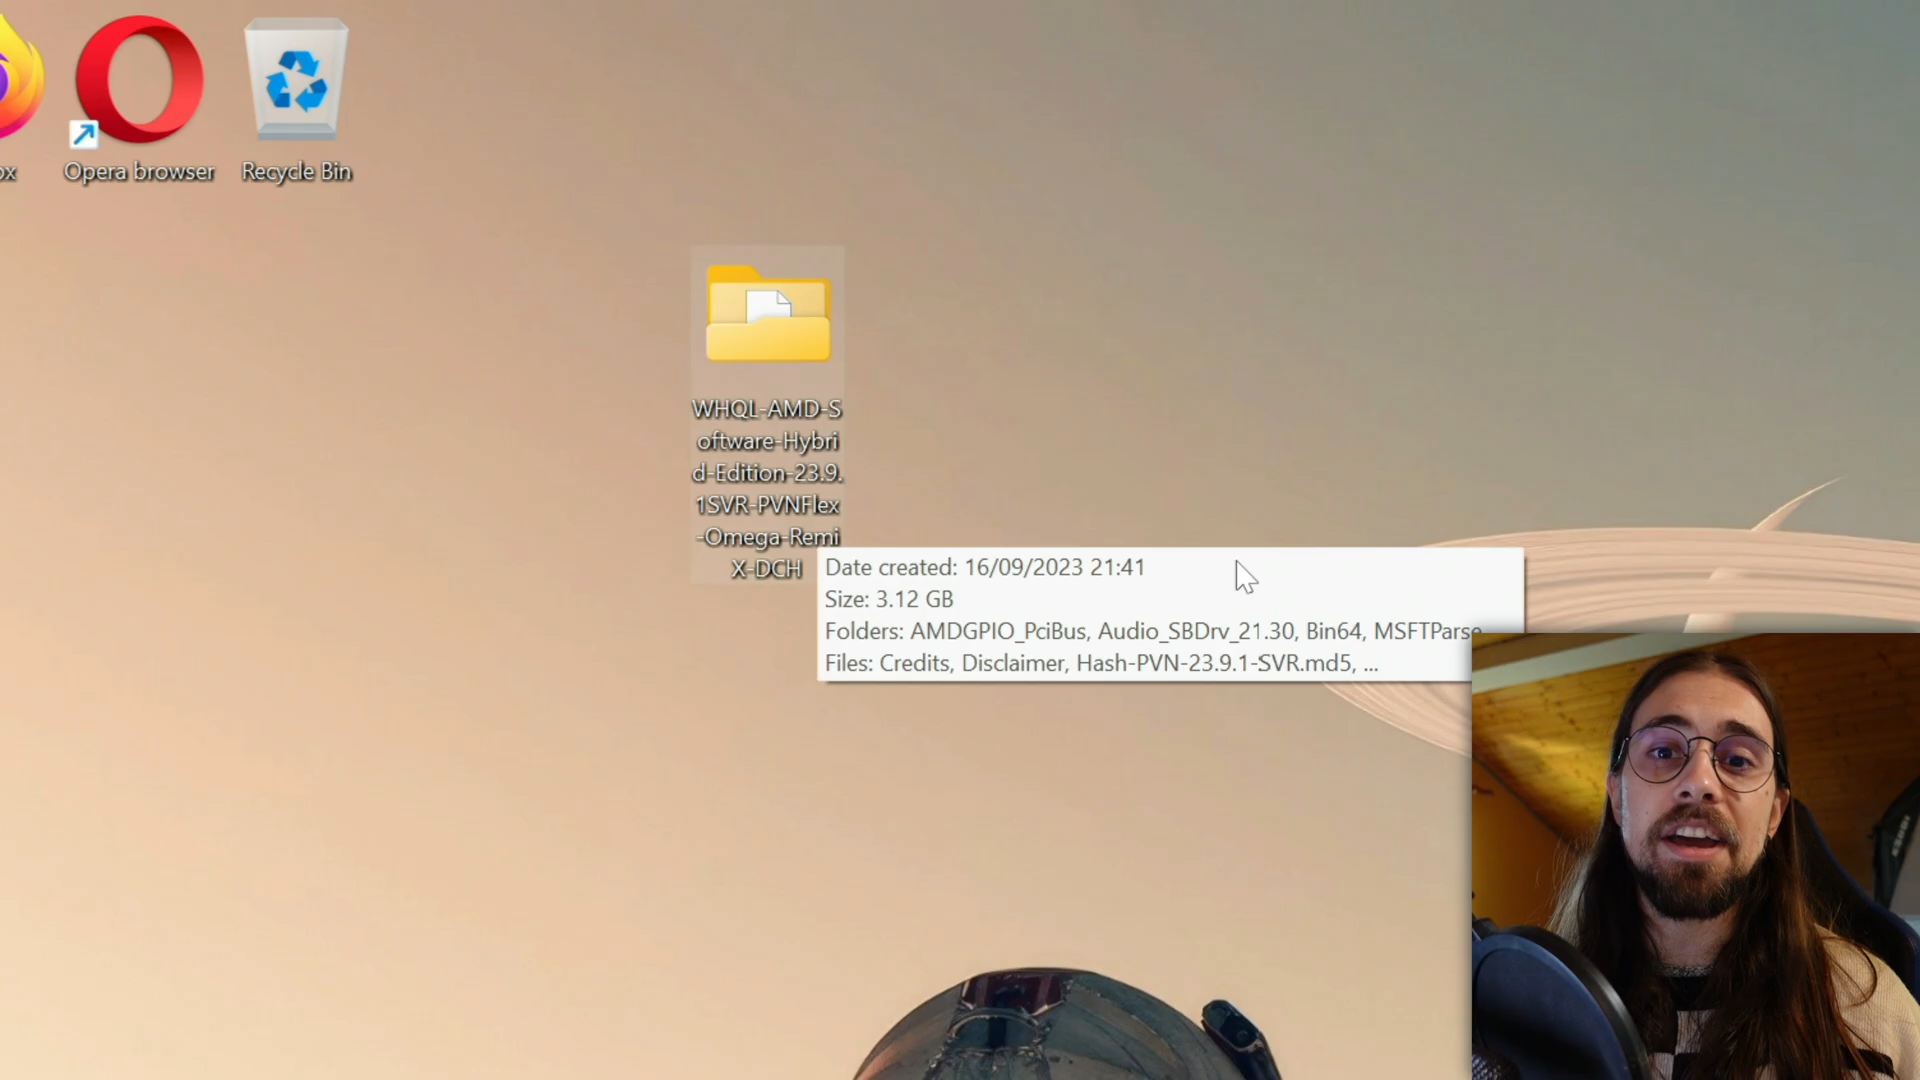 ox
Opera browser
Recycle Bin
WHQL-AMD-S
oftware-Hybri
d-Edition-23.9.
1SVR-PVNFlex
-Omega-Remi
X-DCH
Date created: 16/09/2023 21:41
Size: 3.12 GB
Folders: AMDGPIO_PciBus, Audio_SBDrv_21.30, Bin64, MSFTParse
Files: Credits, Disclaimer, Hash-PVN-23.9.1-SVR.md5, ...